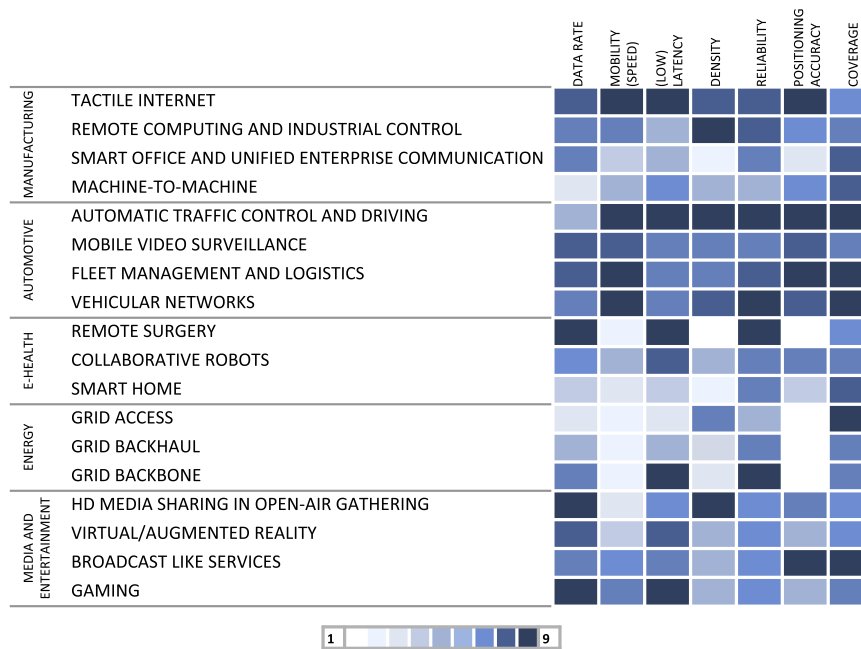 DATA RATE
MOBILITY
(SPEED)
(LOW)
LATENCY
DENSITY
RELIABILITY
POSITIONING
ACCURACY
COVERAGE
MANUFACTURING
TACTILE INTERNET
REMOTE COMPUTING AND INDUSTRIAL CONTROL
SMART OFFICE AND UNIFIED ENTERPRISE COMMUNICATION
MACHINE-TO-MACHINE
AUTOMOTIVE
AUTOMATIC TRAFFIC CONTROL AND DRIVING
MOBILE VIDEO SURVEILLANCE
FLEET MANAGEMENT AND LOGISTICS
VEHICULAR NETWORKS
E-HEALTH
REMOTE SURGERY
COLLABORATIVE ROBOTS
SMART HOME
ENERGY
GRID ACCESS
GRID BACKHAUL
GRID BACKBONE
MEDIA AND
ENTERTAINMENT
HD MEDIA SHARING IN OPEN-AIR GATHERING
VIRTUAL/AUGMENTED REALITY
BROADCAST LIKE SERVICES
GAMING
1 9